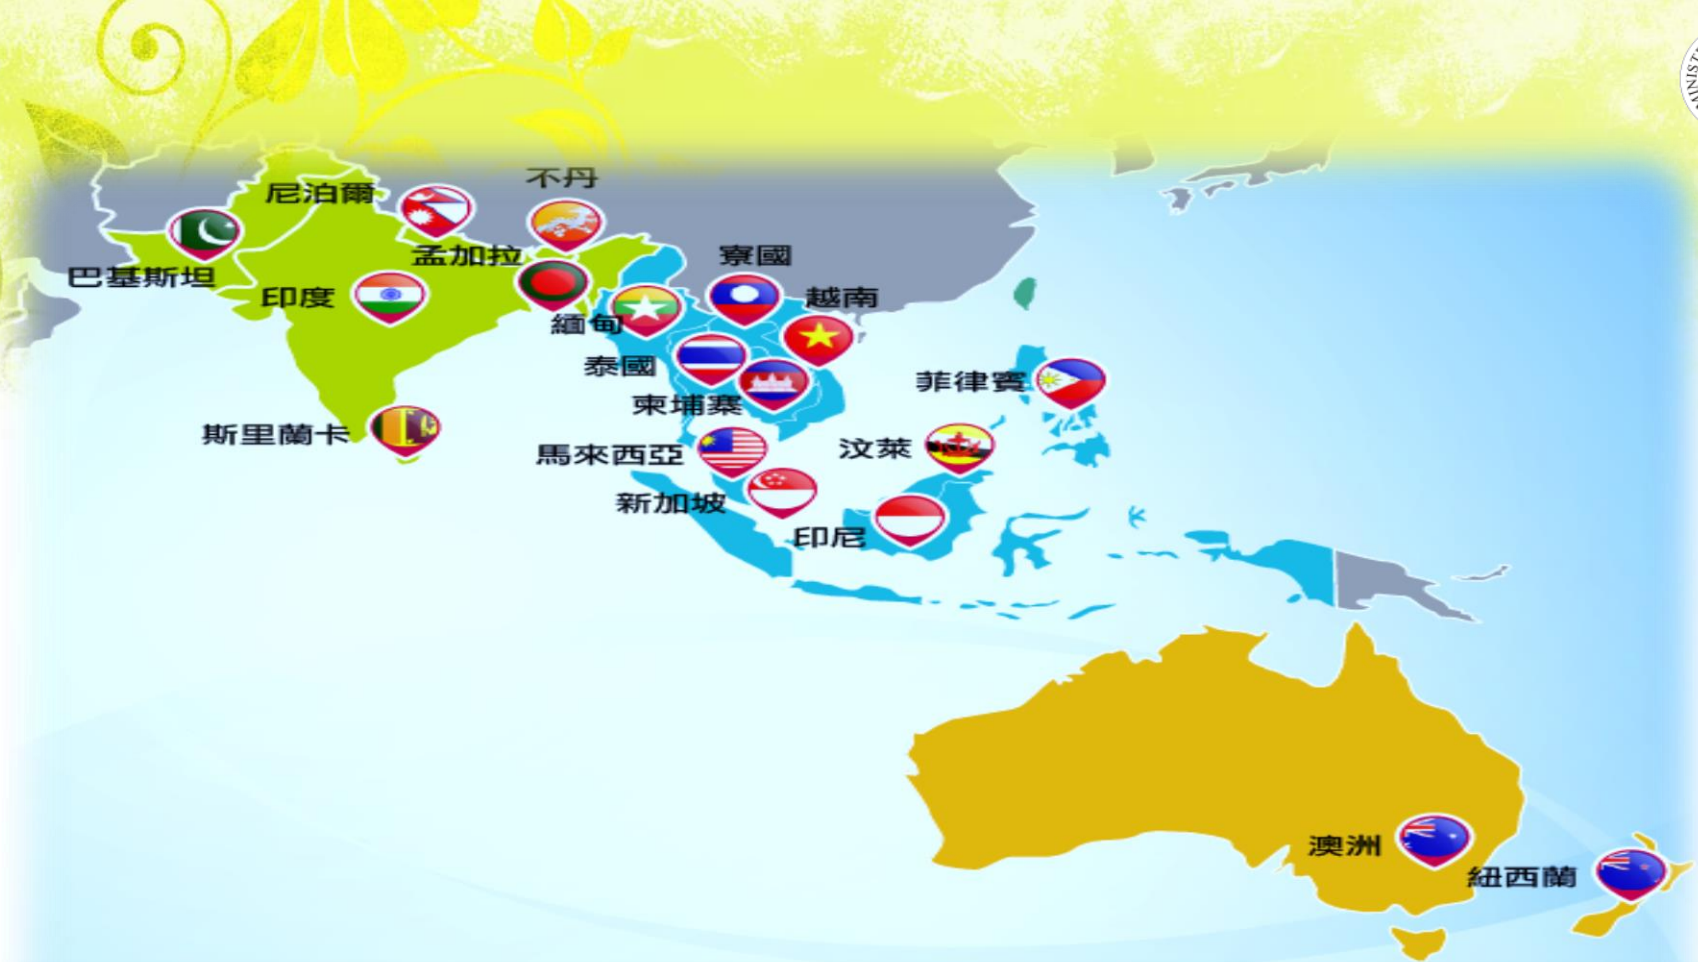 不丹
尼泊爾
孟加拉
寮國
巴基斯坦
印度
越南
緬甸
泰國
菲律賓
柬埔寨
斯里蘭卡
馬來西亞
汶萊
新加坡
印尼
澳洲
紐西蘭